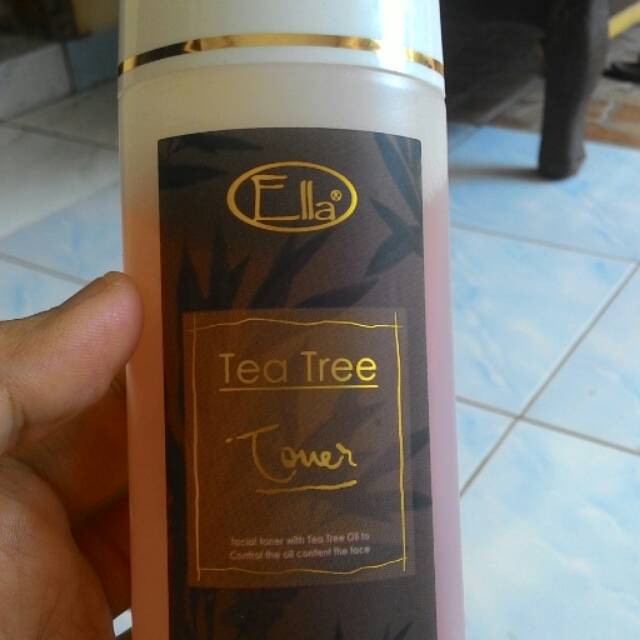 Ella®
Tea Tree
Toner
facial toner with Tea Tree Oil to
Control the oil content the face